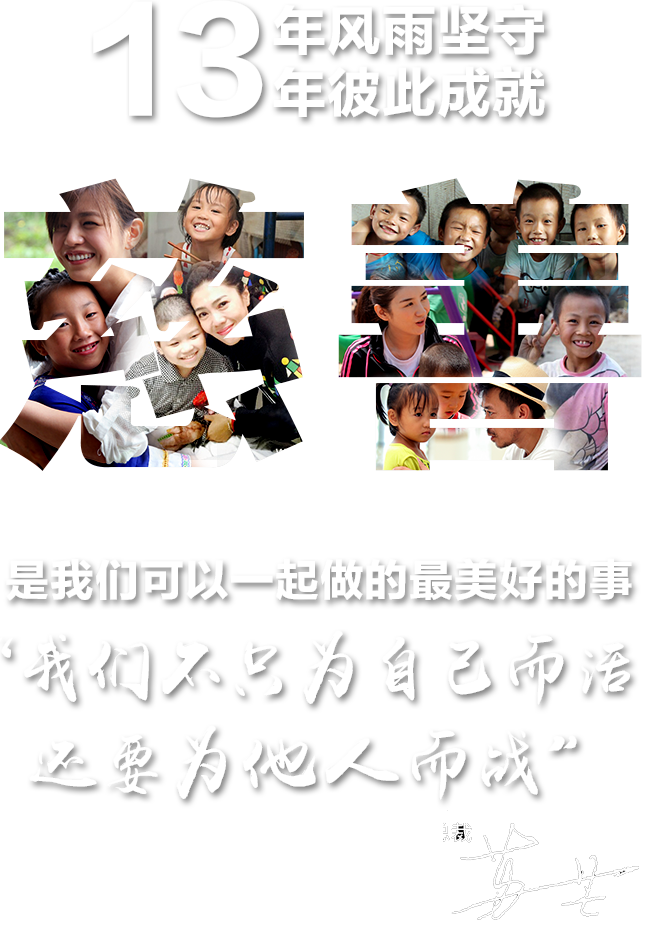 13年风雨坚守
年彼此成就
慈善
是我们可以一起做的最美好的事
“我们不只为自己而活
还要为他人而战”